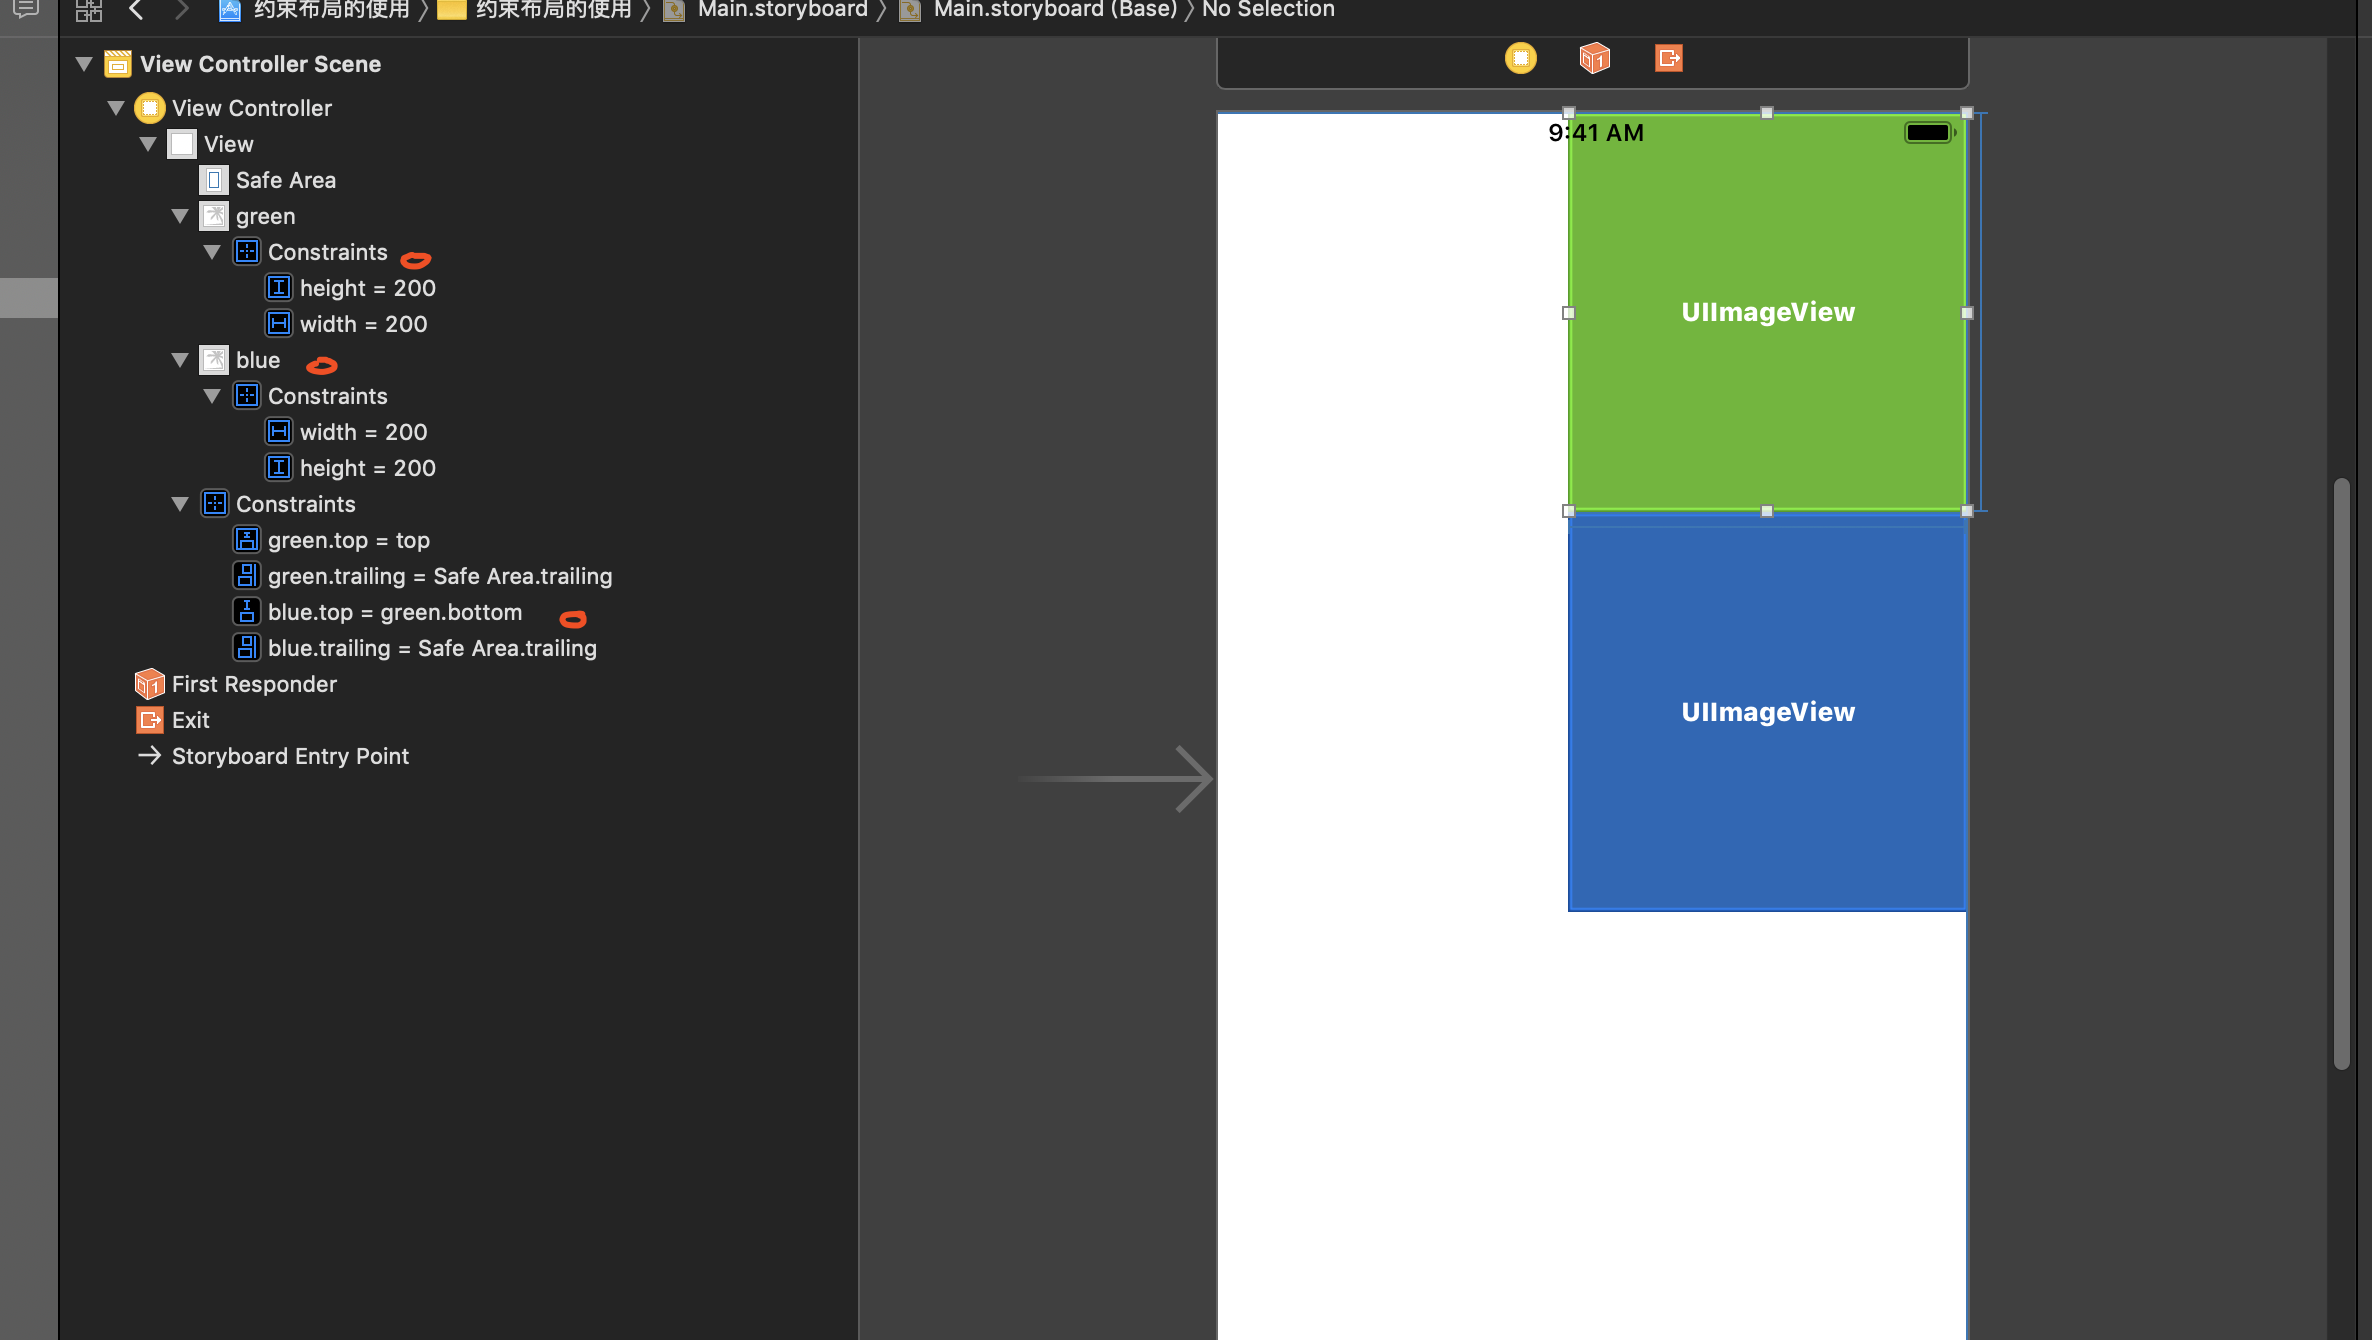 约束布局的使用 〉 约束布局的使用 〉 Main.storyboard 〉 Main.storyboard (Base) 〉 No Selection
View Controller Scene
View Controller
View
Safe Area
green
Constraints
height = 200
width = 200
blue
Constraints
width = 200
height = 200
Constraints
green.top = top
green.trailing = Safe Area.trailing
blue.top = green.bottom
blue.trailing = Safe Area.trailing
First Responder
Exit
Storyboard Entry Point
9:41 AM
UIImageView
UIImageView